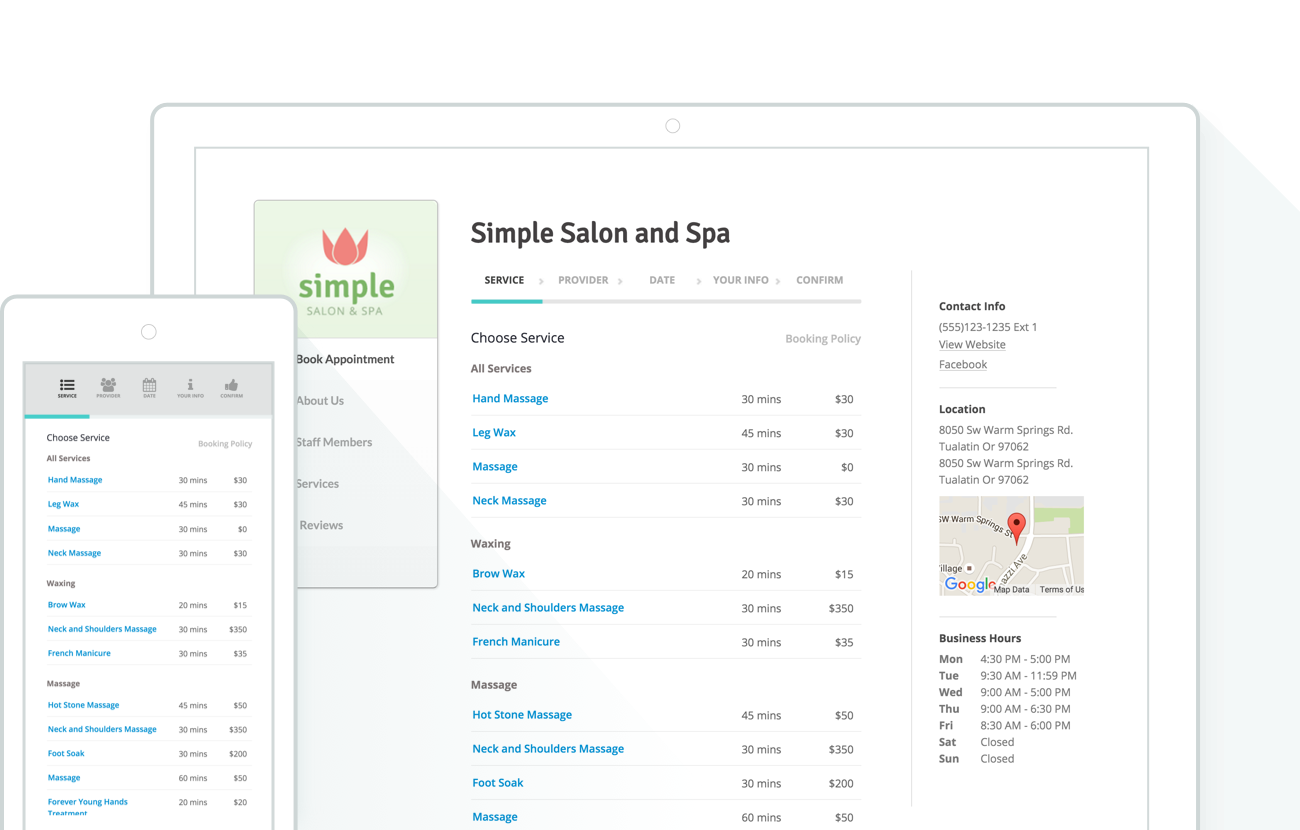 simple
SALON & SPA
Book Appointment
About Us
Staff Members
Services
Reviews
Simple Salon and Spa
SERVICE > PROVIDER > DATE > YOUR INFO > CONFIRM
Choose Service Booking Policy
All Services
Hand Massage 30 mins $30
Leg Wax 45 mins $30
Massage 30 mins $0
Neck Massage 30 mins $30
Waxing
Brow Wax 20 mins $15
Neck and Shoulders Massage 30 mins $350
French Manicure 30 mins $35
Massage
Hot Stone Massage 45 mins $50
Neck and Shoulders Massage 30 mins $350
Foot Soak 30 mins $200
Massage 60 mins $50
Contact Info
(555)123-1235 Ext 1
View Website
Facebook
Location
8050 Sw Warm Springs Rd.
Tualatin Or 97062
8050 Sw Warm Springs Rd.
Tualatin Or 97062
SW Warm Springs St
azzi Ave
illage
Google
Map Data Terms of Us
Business Hours
Mon 4:30 PM - 5:00 PM
Tue 9:30 AM - 11:59 PM
Wed 9:00 AM - 5:00 PM
Thu 9:00 AM - 6:30 PM
Fri 8:30 AM - 6:00 PM
Sat Closed
Sun Closed
SERVICE PROVIDER DATE YOUR INFO CONFIRM
Choose Service Booking Policy
All Services
Hand Massage 30 mins $30
Leg Wax 45 mins $30
Massage 30 mins $0
Neck Massage 30 mins $30
Waxing
Brow Wax 20 mins $15
Neck and Shoulders Massage 30 mins $350
French Manicure 30 mins $35
Massage
Hot Stone Massage 45 mins $50
Neck and Shoulders Massage 30 mins $350
Foot Soak 30 mins $200
Massage 60 mins $50
Forever Young Hands 20 mins $20
Treatment